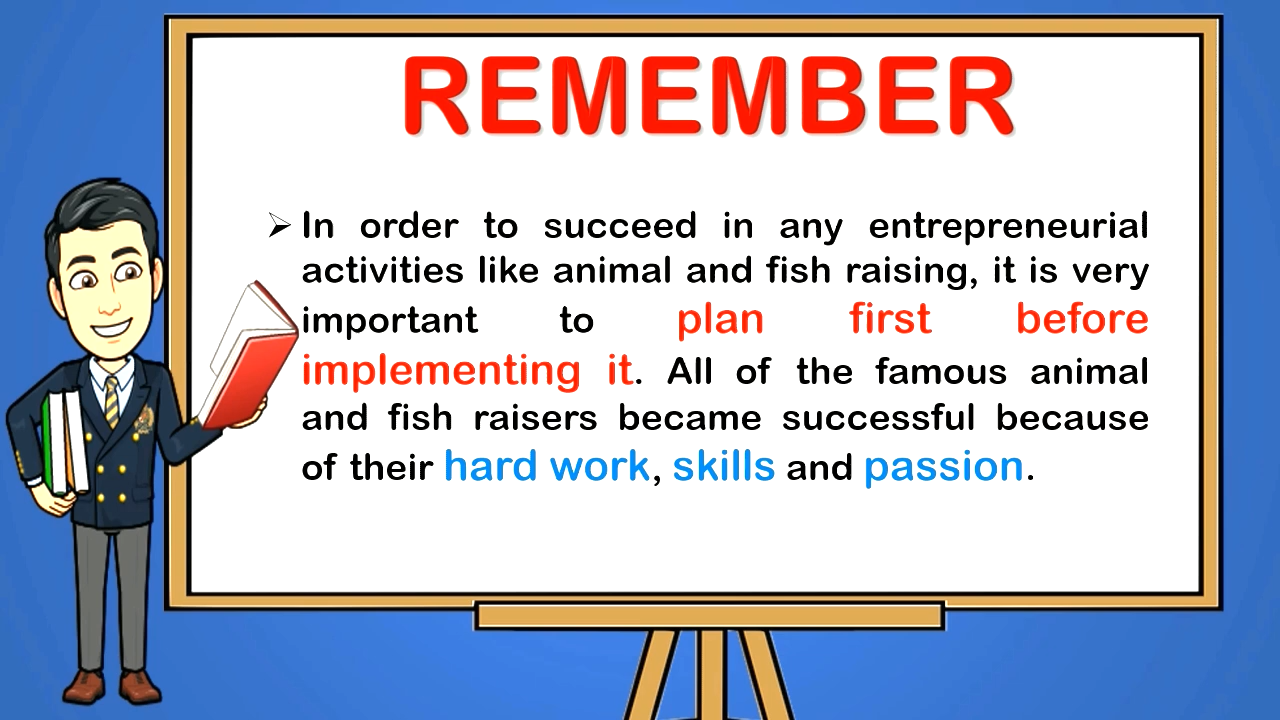 REMEMBER
➢ In order to succeed in any entrepreneurial
activities like animal and fish raising, it is very
important to plan first before
implementing it. All of the famous animal
and fish raisers became successful because
of their hard work, skills and passion.